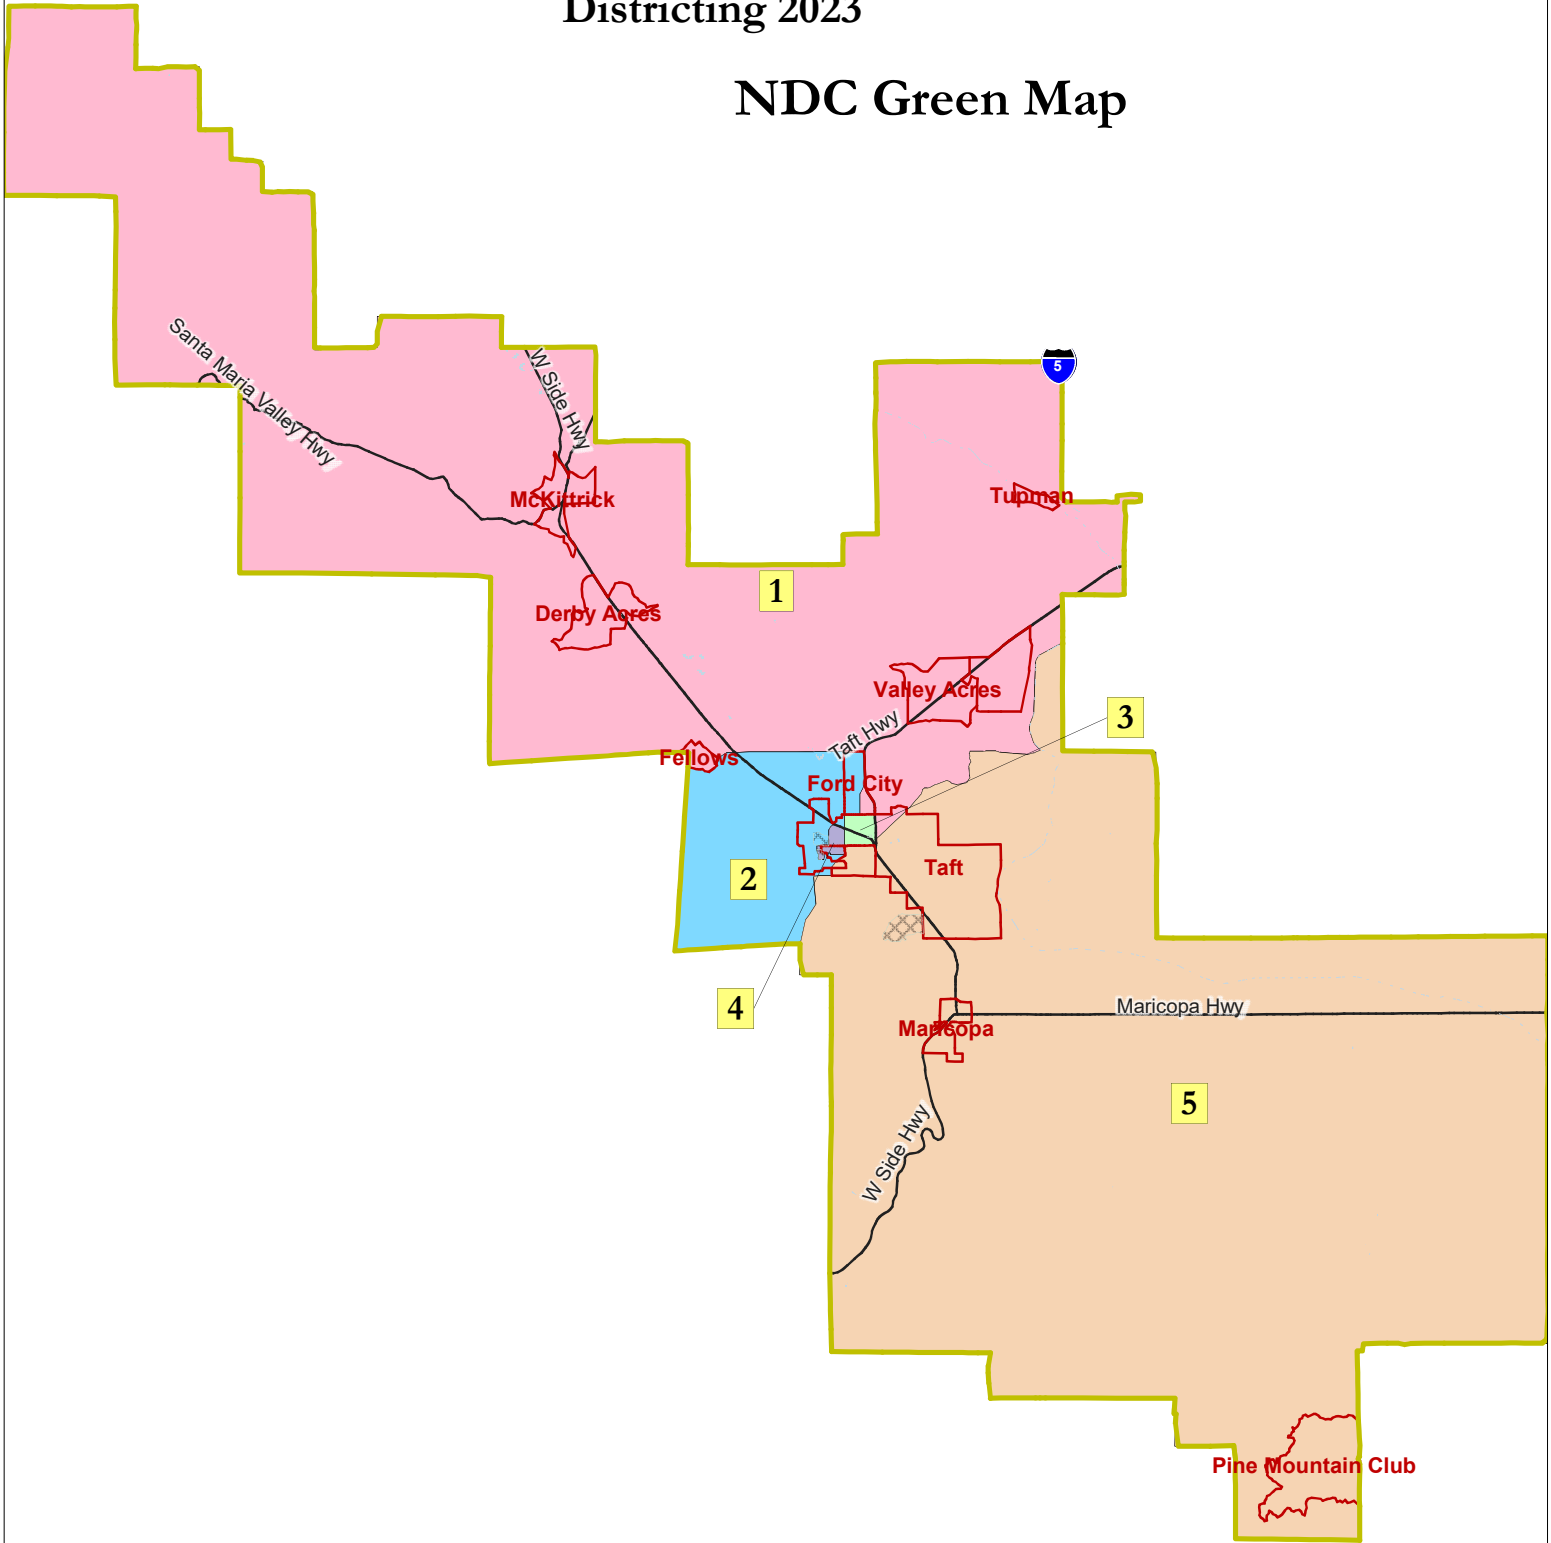 Districting 2023
NDC Green Map
Santa Maria Valley Hwy
W Side Hwy
5
McKittrick
Tupman
1
Derby Acres
Valley Acres
3
Taft Hwy
Fellows
Ford City
2
Taft
4
Maricopa Hwy
Maricopa
5
W Side Hwy
Pine Mountain Club